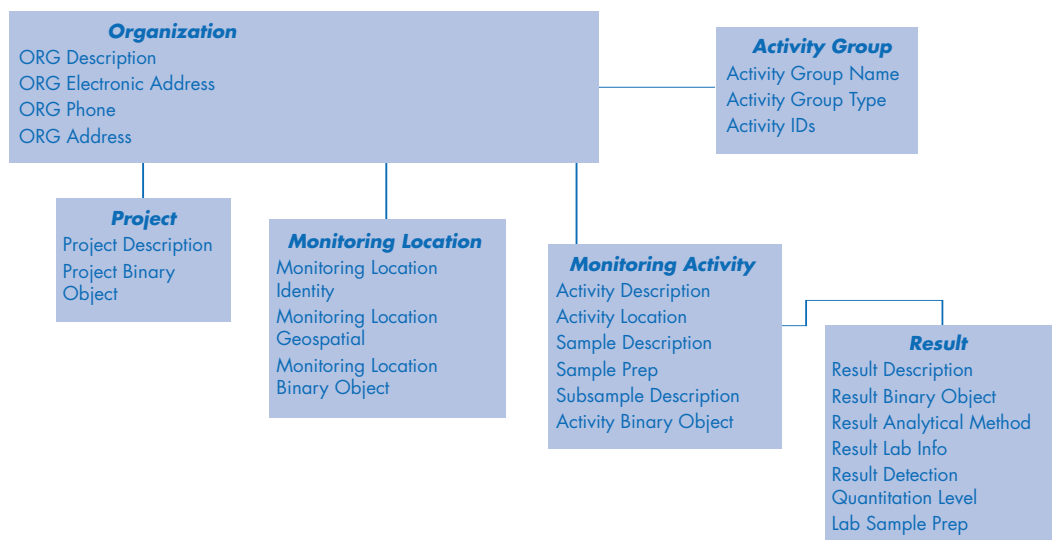 Organization
ORG Description
ORG Electronic Address
ORG Phone
ORG Address
Activity Group
Activity Group Name
Activity Group Type
Activity IDs
Project
Project Description
Project Binary
Object
Monitoring Location
Monitoring Location
Identity
Monitoring Location
Geospatial
Monitoring Location
Binary Object
Monitoring Activity
Activity Description
Activity Location
Sample Description
Sample Prep
Subsample Description
Activity Binary Object
Result
Result Description
Result Binary Object
Result Analytical Method
Result Lab Info
Result Detection
Quantitation Level
Lab Sample Prep